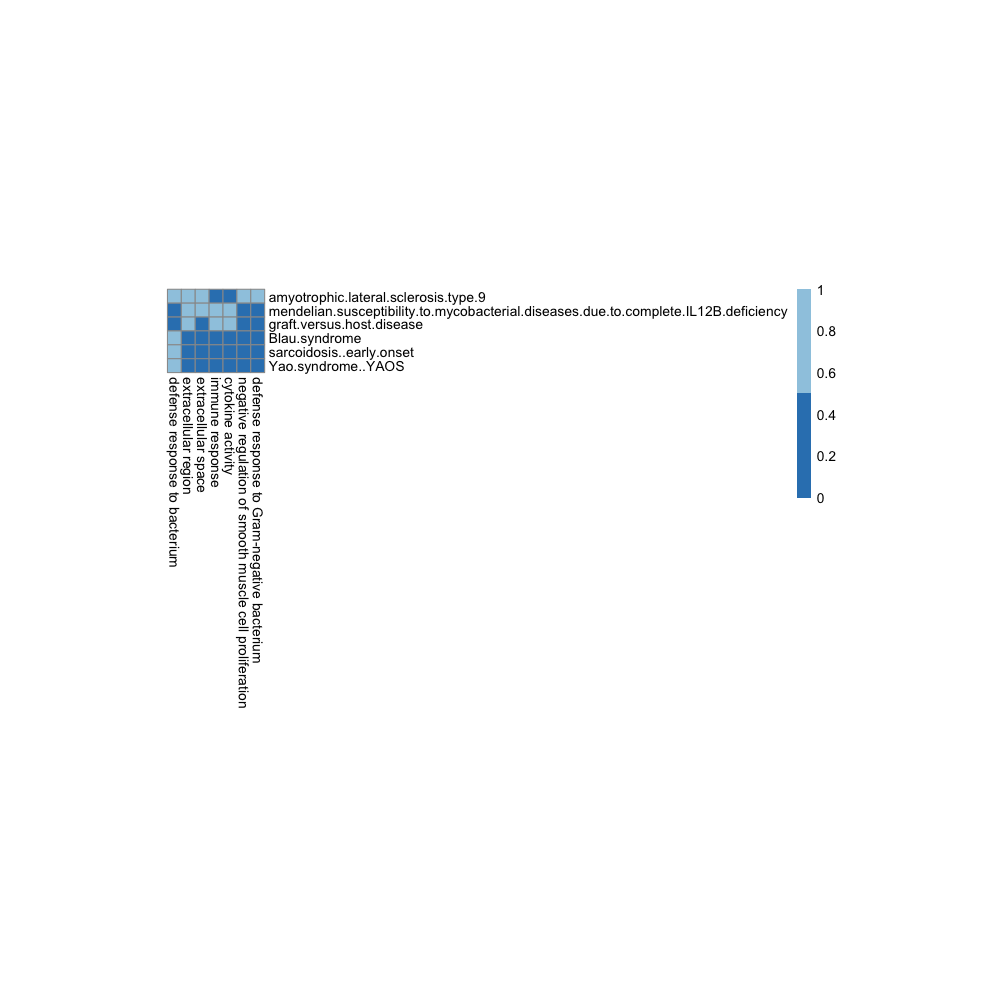 amyotrophic.lateral.sclerosis.type.9
mendelian.susceptibility.to.mycobacterial.diseases.due.to.complete.IL12B.deficiency
graft.versus.host.disease
Blau.syndrome
sarcoidosis..early.onset
Yao.syndrome..YAOS
defense response to bacterium
extracellular region
extracellular space
immune response
cytokine activity
negative regulation of smooth muscle cell proliferation
defense response to Gram-negative bacterium
1
0.8
0.6
0.4
0.2
0